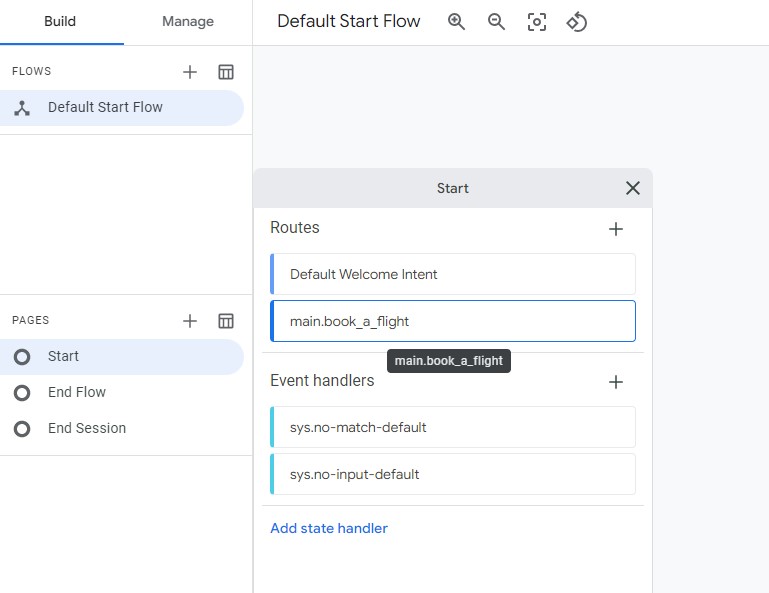 Build
Manage
Default Start Flow
FLOWS
Default Start Flow
Start
Routes
Default Welcome Intent
main.book_a_flight
main.book_a_flight
Event handlers
sys.no-match-default
sys.no-input-default
Add state handler
PAGES
Start
End Flow
End Session